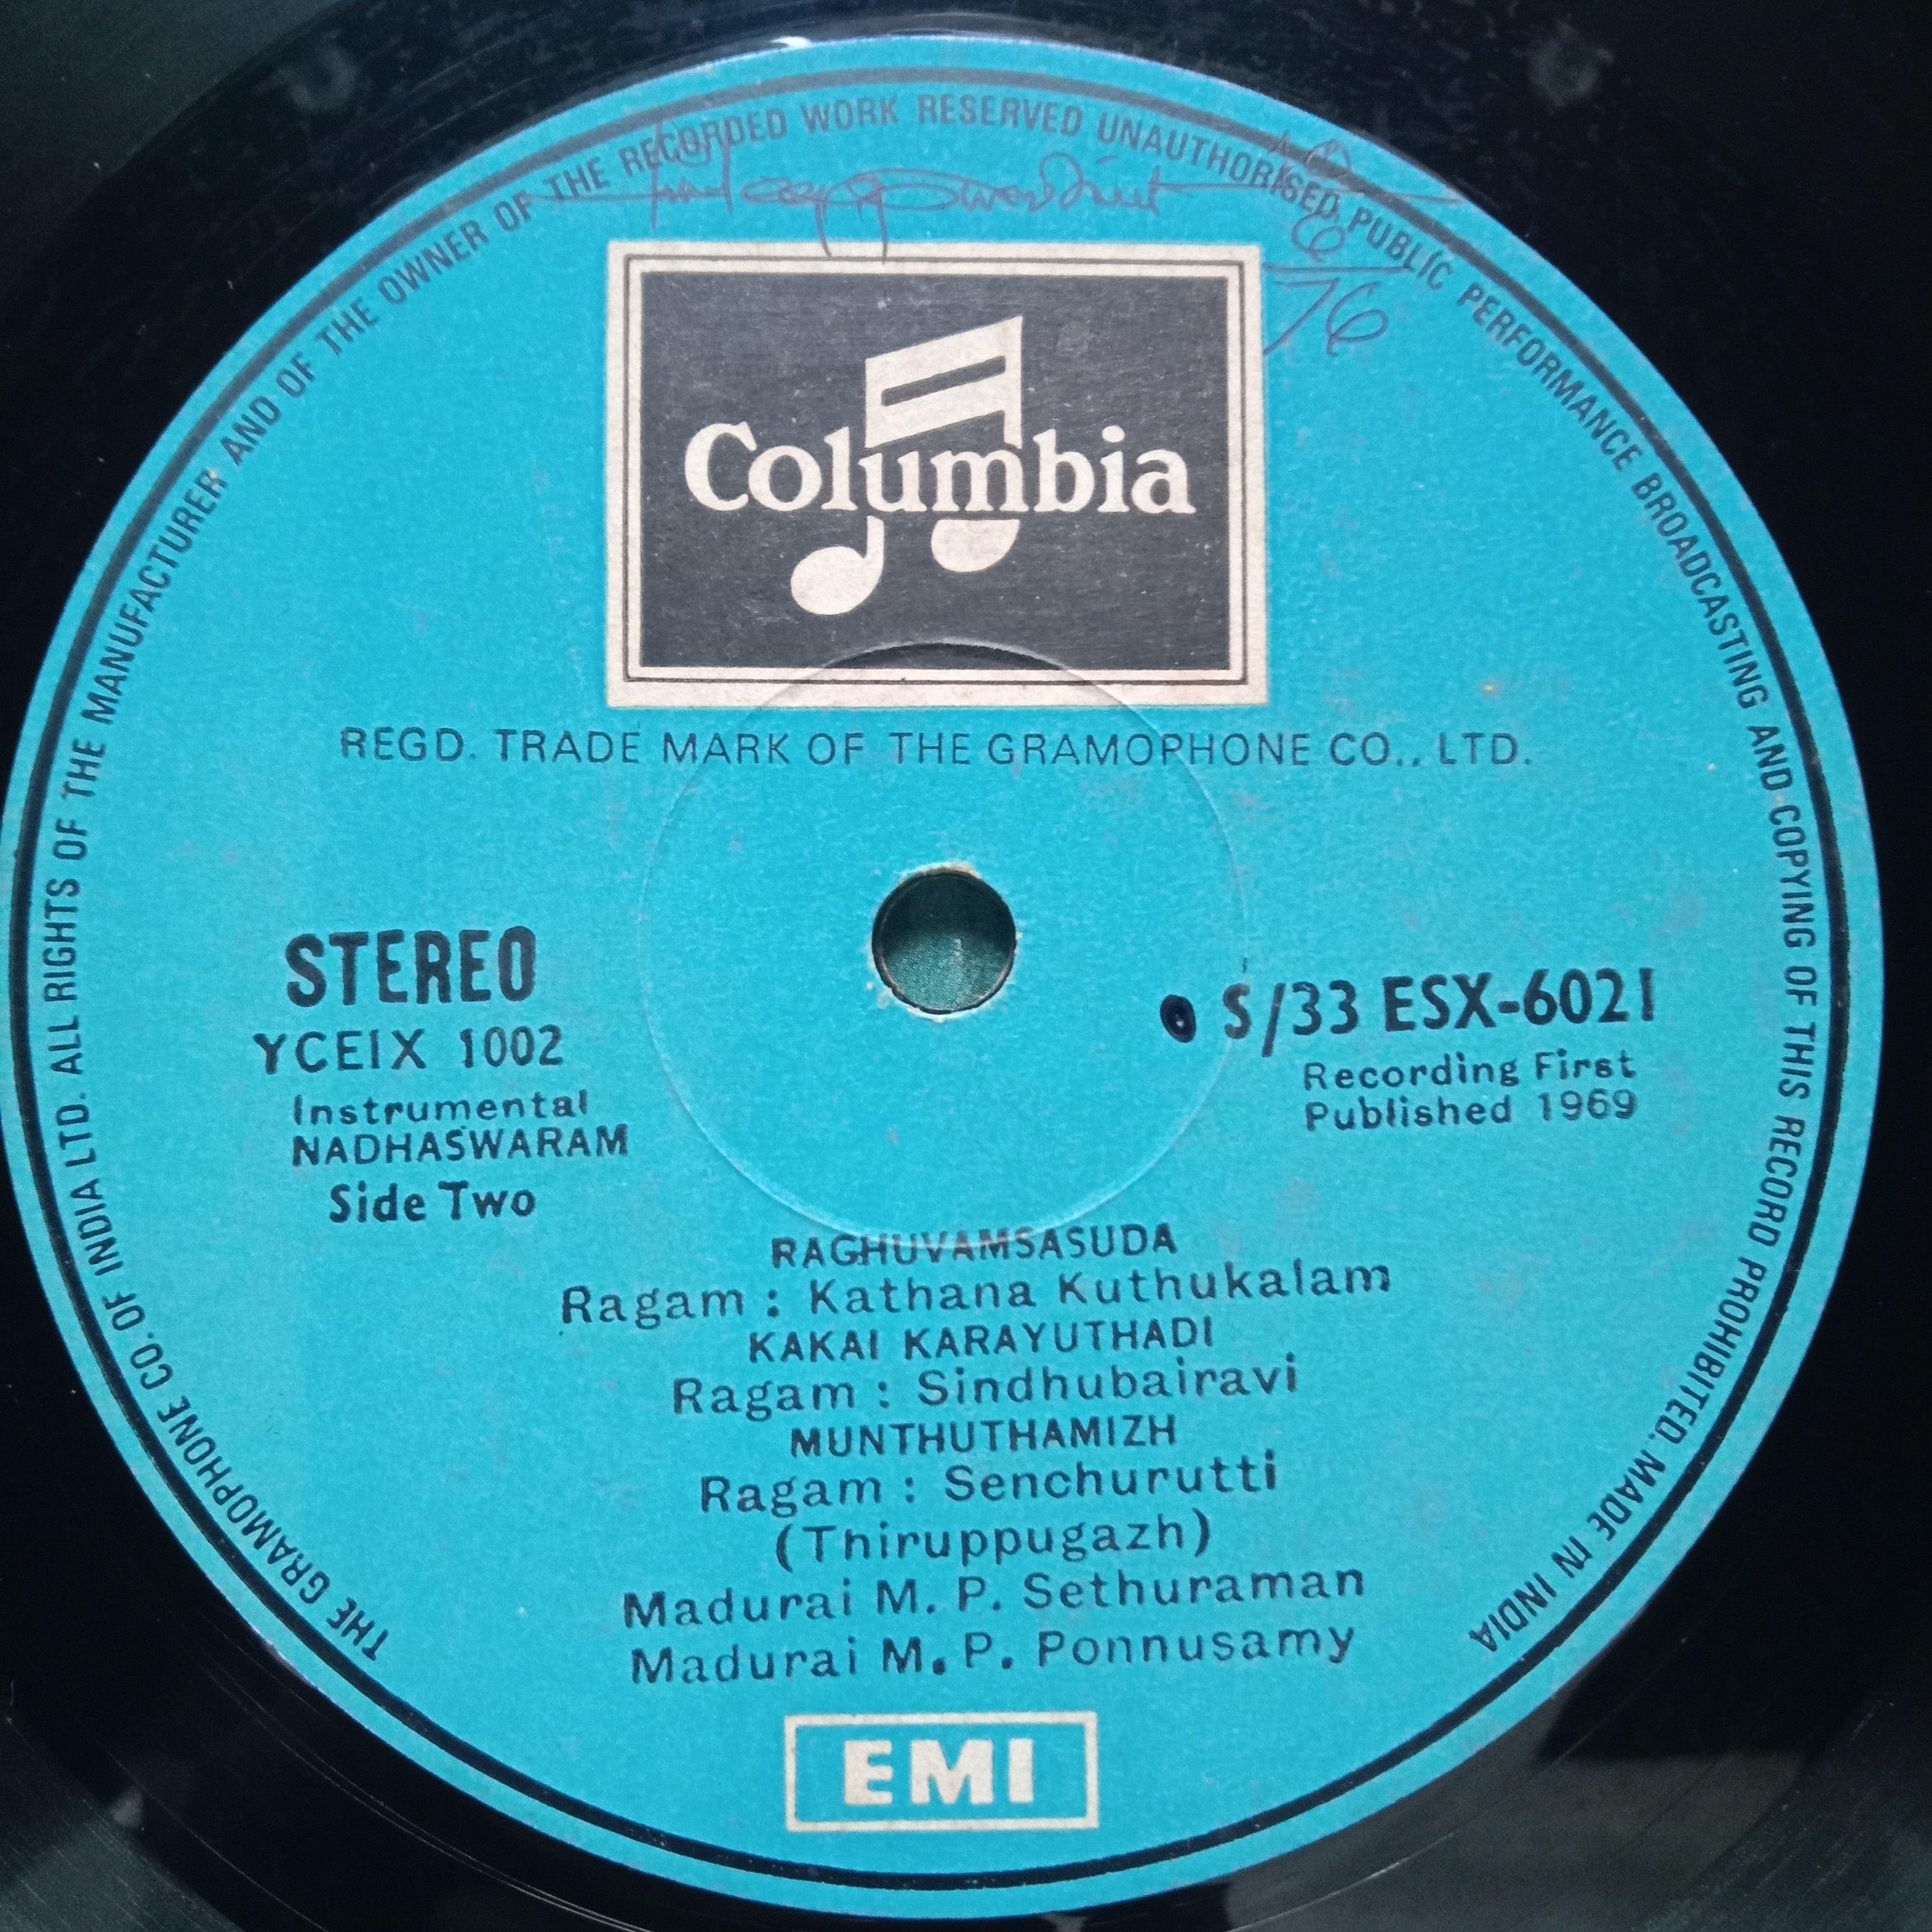 THE GRAMOPHONE CO. OF INDIA LTD. ALL RIGHTS OF THE MANUFACTURER AND OF THE OWNER OF THE RECORDED WORK RESERVED UNAUTHORISED PUBLIC PERFORMANCE BROADCASTING AND COPYING OF THIS RECORD PROHIBITED. MADE IN INDIA
76
Columbia
REGD. TRADE MARK OF THE GRAMOPHONE CO., LTD.
STEREO
YCEIX 1002
Instrumental
NADHASWARAM
Side Two
S/33 ESX-6021
Recording First
Published 1969
RAGHUVAMSASUDA
Ragam : Kathana Kuthukalam
KAKAI KARAYUTHADI
Ragam : Sindhubairavi
MUNTHUTHAMIZH
Ragam : Senchurutti
(Thiruppugazh)
Madurai M. P. Sethuraman
Madurai M. P. Ponnusamy
EMI